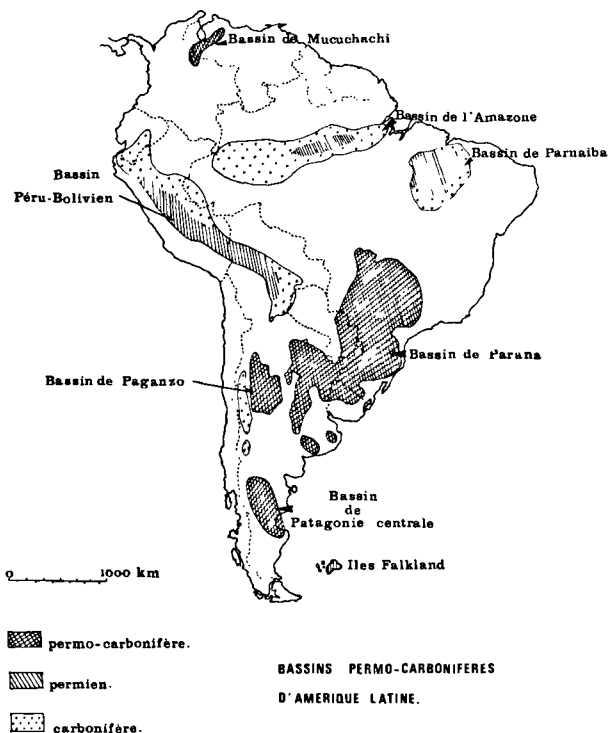 Bassin de Mucuchachi
Bassin de l'Amazone
Bassin de Parnaiba
Bassin
Péru-Bolivien
Bassin de Parana
Bassin de Paganzo
Bassin
de
Patagonie centrale
Iles Falkland
0 1000 km
permo-carbonifère.
permien.
carbonifère.
BASSINS PERMO-CARBONIFERES
D'AMERIQUE LATINE.